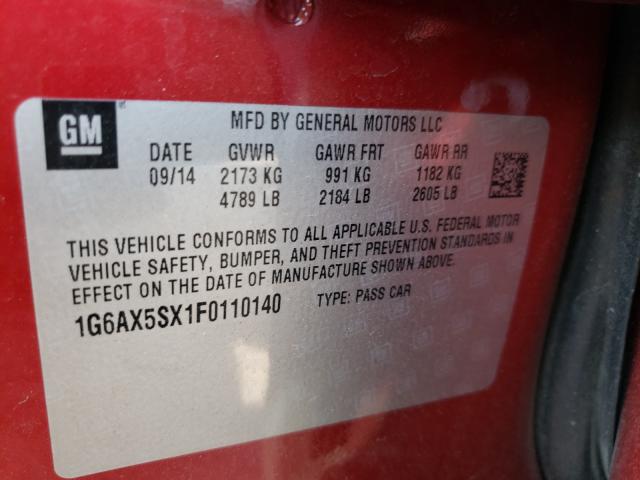 GM
MFD BY GENERAL MOTORS LLC
DATE GVWR GAWR FRT GAWR RR
09/14 2173 KG 991 KG 1182 KG
4789 LB 2184 LB 2605 LB
THIS VEHICLE CONFORMS TO ALL APPLICABLE U.S. FEDERAL MOTOR
VEHICLE SAFETY, BUMPER, AND THEFT PREVENTION STANDARDS IN
EFFECT ON THE DATE OF MANUFACTURE SHOWN ABOVE.
1G6AX5SX1F0110140 TYPE: PASS CAR